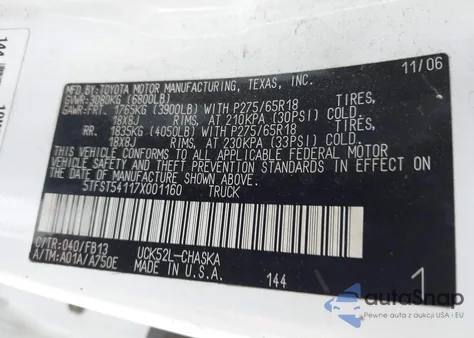 MFD.BY:TOYOTA MOTOR MANUFACTURING, TEXAS, INC. 11/06
GVWR:3080KG (6800LB)
GAWR:FRT. 1765KG (3900LB) WITH P275/65R18 TIRES,
18X8J RIMS, AT 210KPA (30PSI) COLD.
RR. 1835KG (4050LB) WITH P275/65R18 TIRES,
18X8J RIMS, AT 230KPA (33PSI) COLD.
THIS VEHICLE CONFORMS TO ALL APPLICABLE FEDERAL MOTOR
VEHICLE SAFETY AND THEFT PREVENTION STANDARDS IN EFFECT ON
THE DATE OF MANUFACTURE SHOWN ABOVE.
5TFST54117X001160 TRUCK
C/TR:040/FB13 UCK52L-CHASKA
A/TM:A01A/A750E MADE IN U.S.A. 144 1
144
autoSnap
Pewne auta z aukcji w USA